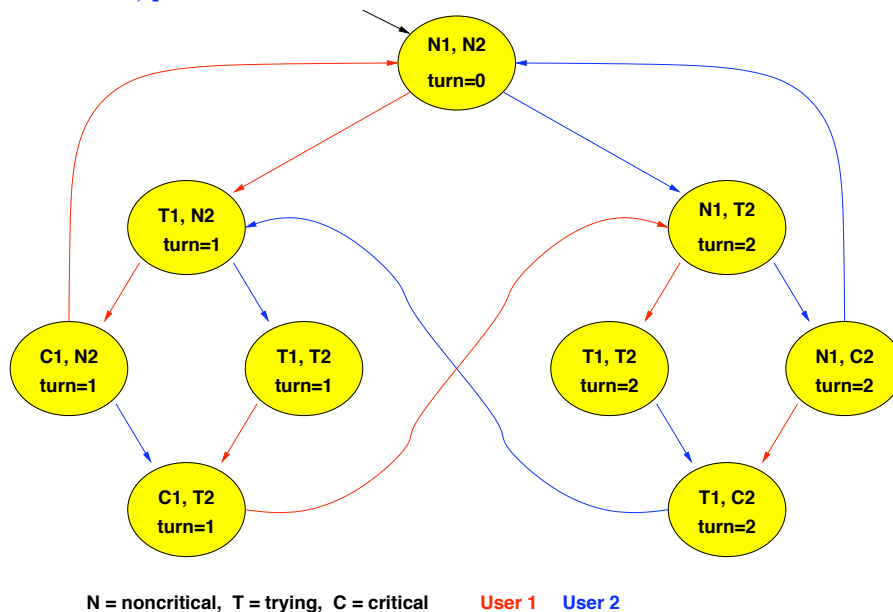 N1, N2
turn=0
T1, N2
turn=1
N1, T2
turn=2
C1, N2
turn=1
T1, T2
turn=1
T1, T2
turn=2
N1, C2
turn=2
C1, T2
turn=1
T1, C2
turn=2
N = noncritical, T = trying, C = critical User 1 User 2